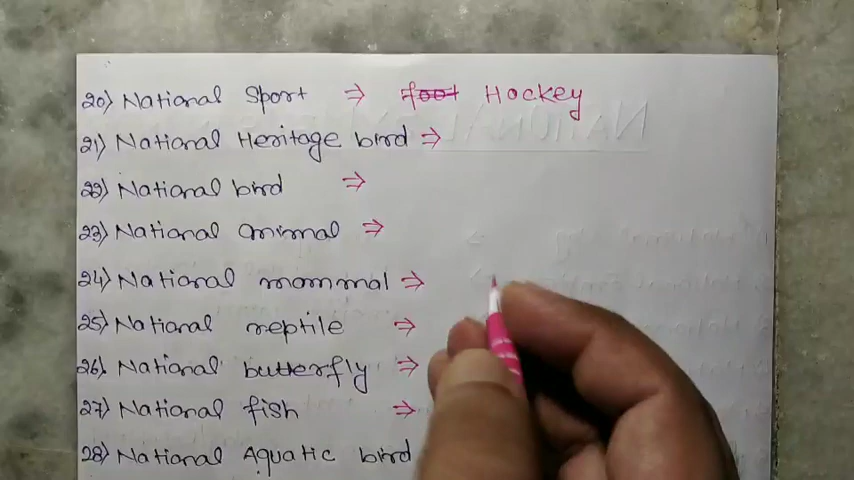 20) National Sport ⇒ foot Hockey
21) National Heritage bird ⇒
22) National bird ⇒
23) National animal ⇒
24) National mammal ⇒
25) National reptile ⇒
26) National butterfly ⇒
27) National fish ⇒
28) National Aquatic bird